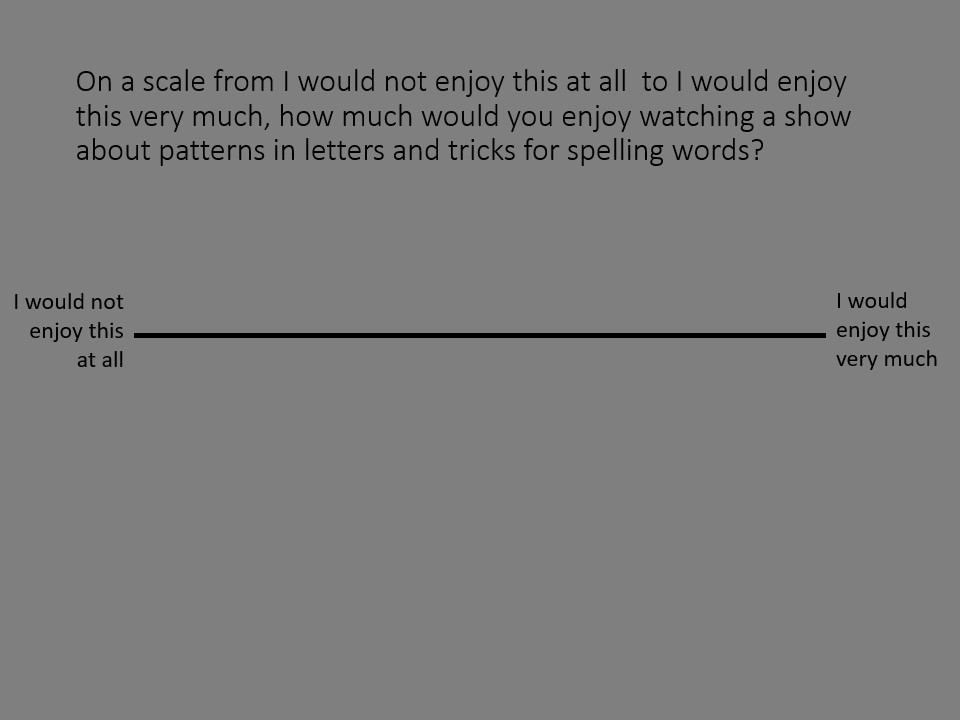 On a scale from I would not enjoy this at all  to I would enjoy
this very much, how much would you enjoy watching a show
about patterns in letters and tricks for spelling words?
I would not
enjoy this
at all
I would
enjoy this
very much